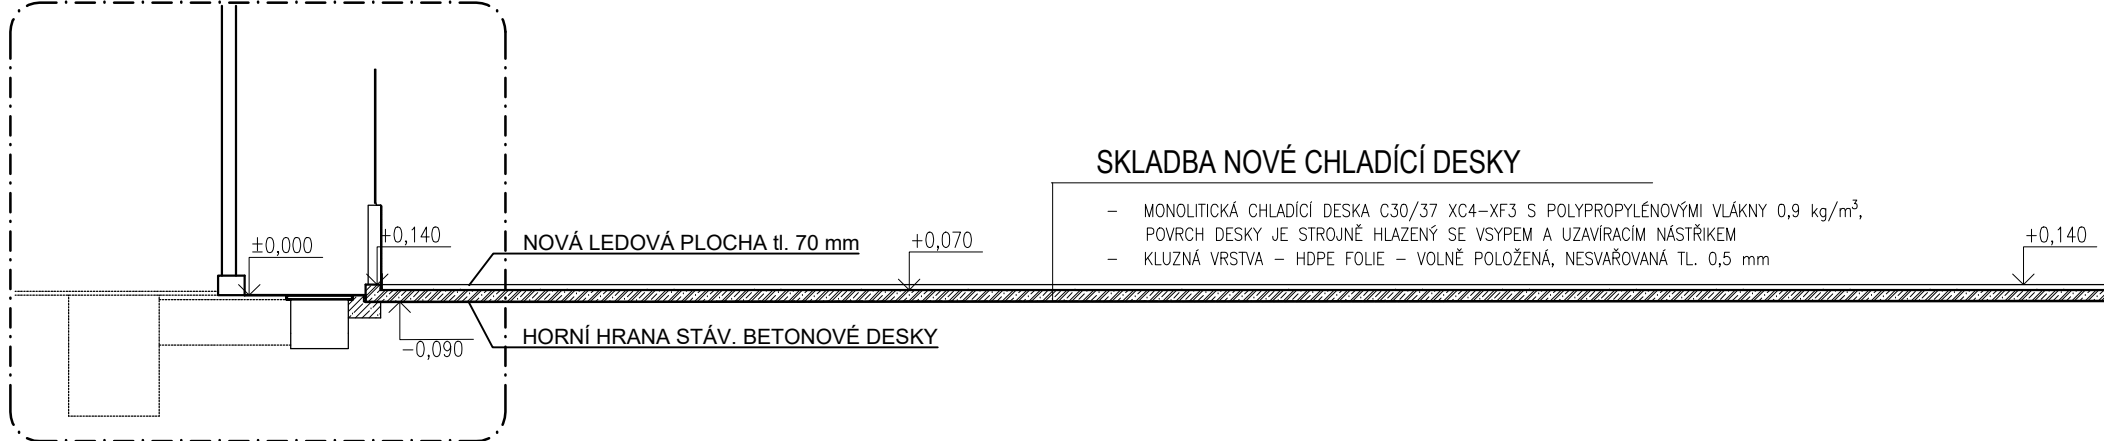 SKLADBA NOVÉ CHLADÍCÍ DESKY
- MONOLITICKÁ CHLADÍCÍ DESKA C30/37 XC4-XF3 S POLYPROPYLÉNOVÝMI VLÁKNY 0,9 kg/m³,
POVRCH DESKY JE STROJNĚ HLAZENÝ SE VSYPEM A UZAVÍRACÍM NÁSTŘIKEM
- KLUZNÁ VRSTVA - HDPE FOLIE - VOLNĚ POLOŽENÁ, NESVAŘOVANÁ TL. 0,5 mm
±0,000
+0,140
NOVÁ LEDOVÁ PLOCHA tl. 70 mm
+0,070
+0,140
-0,090
HORNÍ HRANA STÁV. BETONOVÉ DESKY